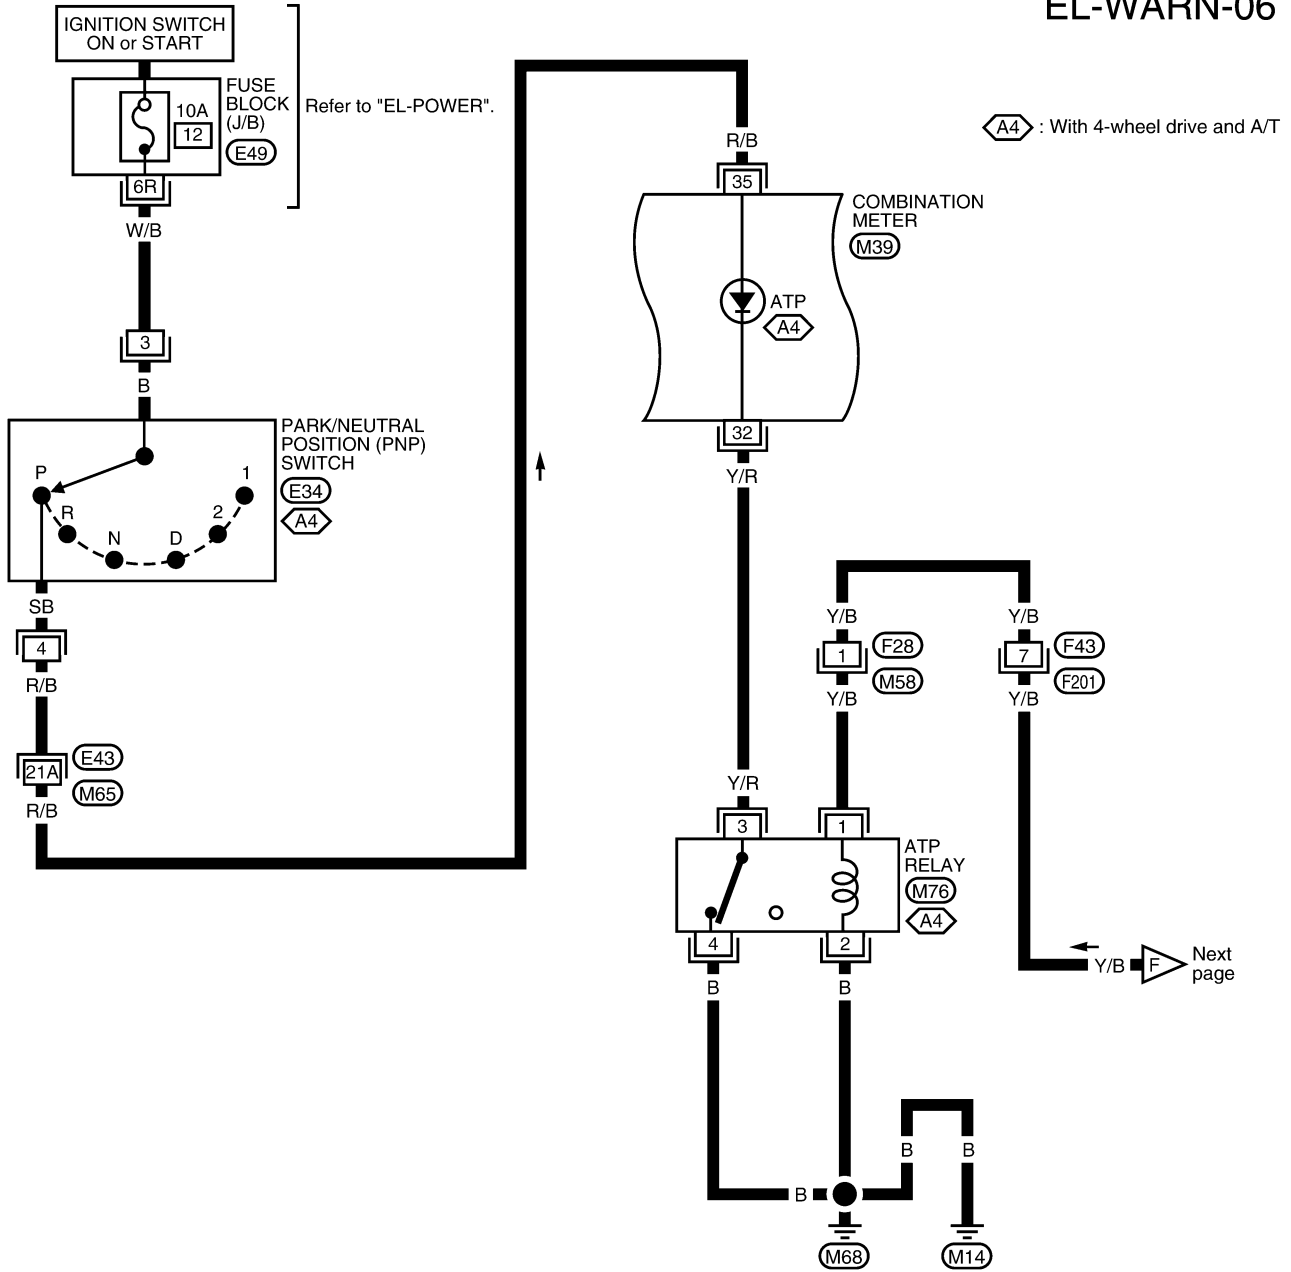 EL-WARN-06
IGNITION SWITCH
ON or START
FUSE
BLOCK
(J/B)
10A
12
E49
Refer to "EL-POWER".
6R
W/B
3
B
A4 : With 4-wheel drive and A/T
R/B
35
COMBINATION
METER
M39
ATP
A4
32
Y/R
PARK/NEUTRAL
POSITION (PNP)
SWITCH
E34
A4
P
R
N
D
2
1
SB
4
R/B
21A
E43
M65
R/B
Y/B
1
F28
M58
Y/B
Y/B
7
F43
F201
Y/B
Y/R
3
1
ATP
RELAY
M76
A4
4
2
B
B
Y/B
F
Next
page
B
B
B
M68
M14